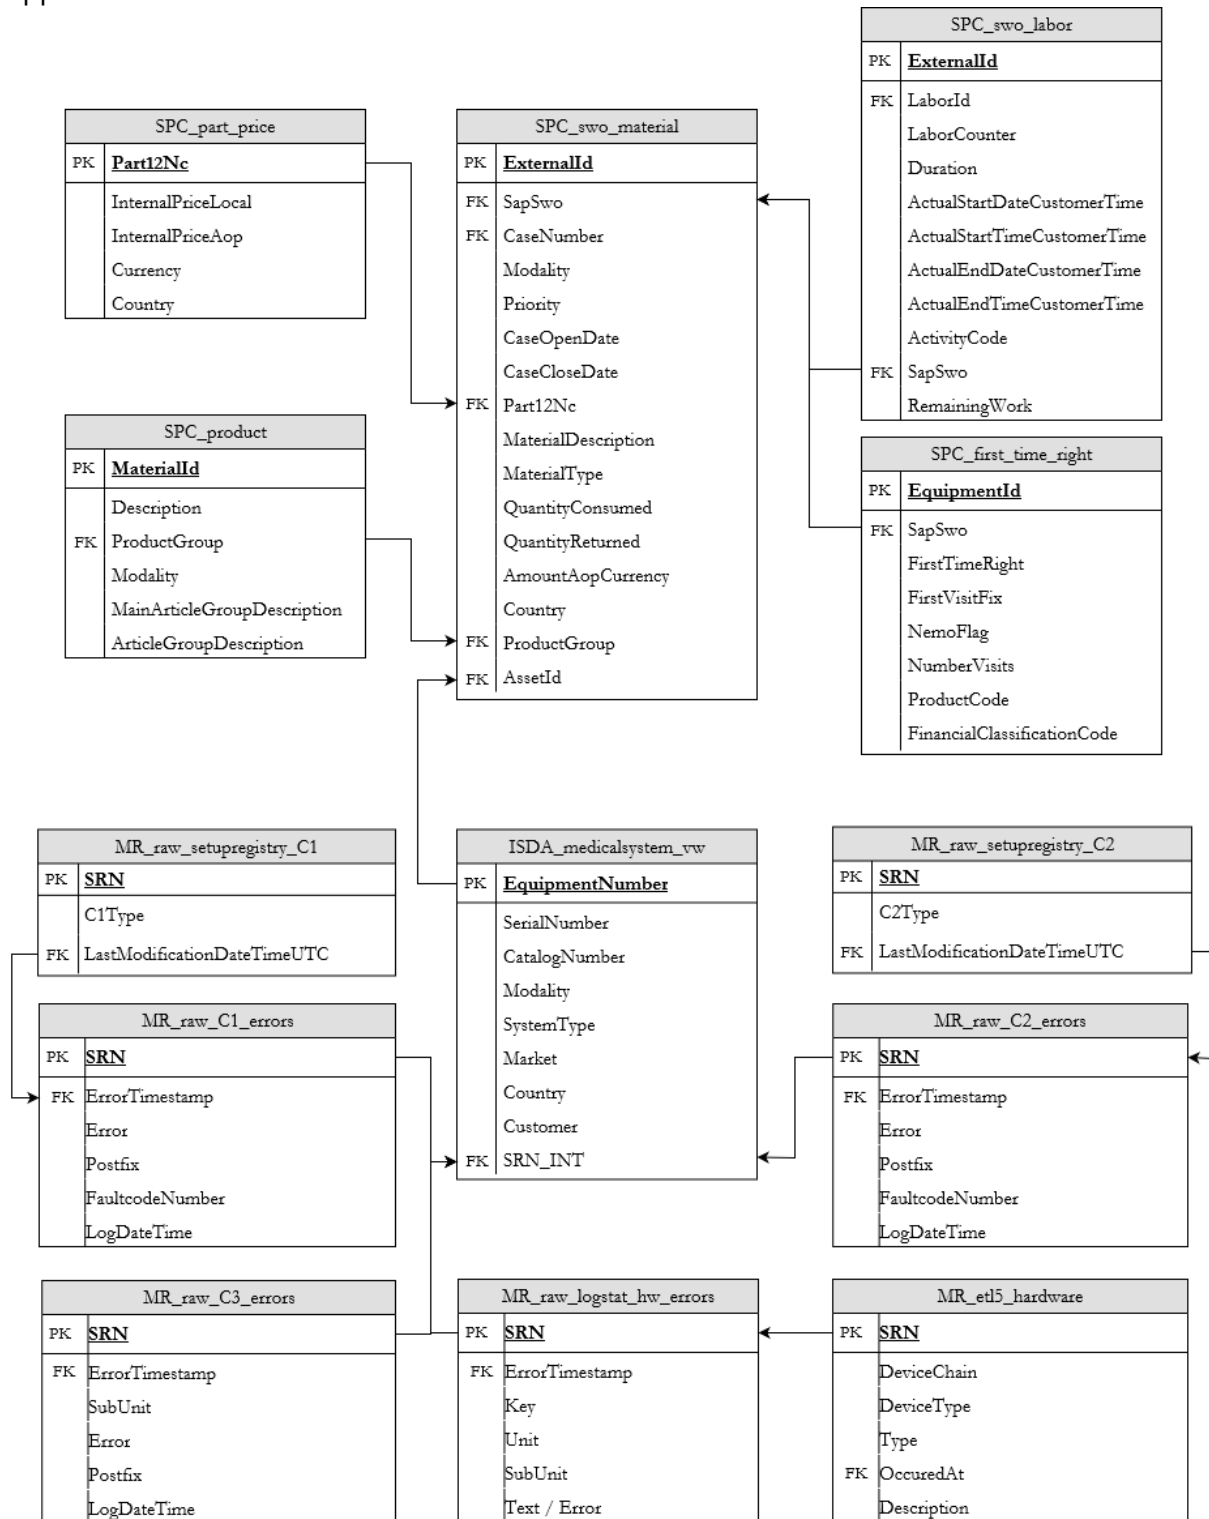 SPC_swo_labor
PK ExternalId
FK LaborId
LaborCounter
Duration
ActualStartDateCustomerTime
ActualStartTimeCustomerTime
ActualEndDateCustomerTime
ActualEndTimeCustomerTime
ActivityCode
FK SapSwo
RemainingWork
SPC_part_price
PK Part12Nc
InternalPriceLocal
InternalPriceAop
Currency
Country
SPC_swo_material
PK ExternalId
FK SapSwo
FK CaseNumber
Modality
Priority
CaseOpenDate
CaseCloseDate
FK Part12Nc
MaterialDescription
MaterialType
QuantityConsumed
QuantityReturned
AmountAopCurrency
Country
FK ProductGroup
FK AssetId
SPC_product
PK MaterialId
Description
FK ProductGroup
Modality
MainArticleGroupDescription
ArticleGroupDescription
SPC_first_time_right
PK EquipmentId
FK SapSwo
FirstTimeRight
FirstVisitFix
NemoFlag
NumberVisits
ProductCode
FinancialClassificationCode
MR_raw_setupregistry_C1
PK SRN
C1Type
FK LastModificationDateTimeUTC
ISDA_medicalsystem_vw
PK EquipmentNumber
SerialNumber
CatalogNumber
Modality
SystemType
Market
Country
Customer
FK SRN_INT
MR_raw_setupregistry_C2
PK SRN
C2Type
FK LastModificationDateTimeUTC
MR_raw_C1_errors
PK SRN
FK ErrorTimestamp
Error
Postfix
FaultcodeNumber
LogDateTime
MR_raw_C2_errors
PK SRN
FK ErrorTimestamp
Error
Postfix
FaultcodeNumber
LogDateTime
MR_raw_C3_errors
PK SRN
FK ErrorTimestamp
SubUnit
Error
Postfix
LogDateTime
MR_raw_logstat_hw_errors
PK SRN
FK ErrorTimestamp
Key
Unit
SubUnit
Text / Error
MR_etl5_hardware
PK SRN
DeviceChain
DeviceType
Type
FK OccuredAt
Description